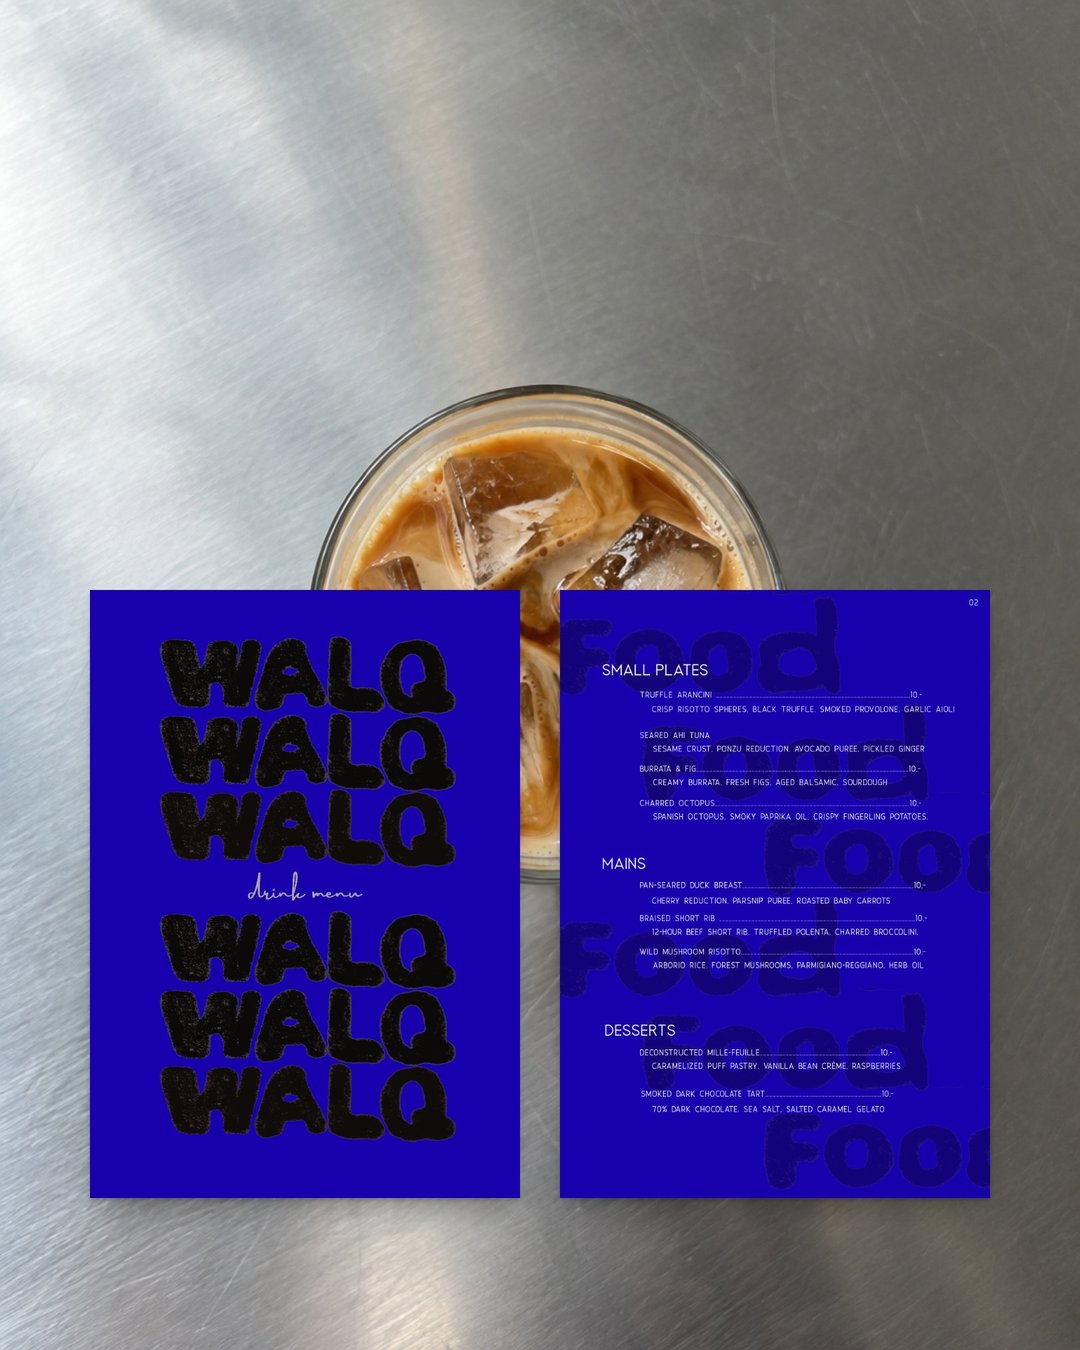 WALQ
WALQ
WALQ
drink menu
WALQ
WALQ
WALQ
02
Food
Food
Food
Food
Food
Food
SMALL PLATES
TRUFFLE ARANCINI ........................10.-
CRISP RISOTTO SPHERES, BLACK TRUFFLE, SMOKED PROVOLONE, GARLIC AIOLI
SEARED AHI TUNA
SESAME CRUST, PONZU REDUCTION, AVOCADO PUREE, PICKLED GINGER
BURRATA & FIG........................10.-
CREAMY BURRATA, FRESH FIGS, AGED BALSAMIC, SOURDOUGH
CHARRED OCTOPUS........................10.-
SPANISH OCTOPUS, SMOKY PAPRIKA OIL, CRISPY FINGERLING POTATOES,
MAINS
PAN-SEARED DUCK BREAST........................10.-
CHERRY REDUCTION, PARSNIP PUREE, ROASTED BABY CARROTS
BRAISED SHORT RIB ........................10.-
12-HOUR BEEF SHORT RIB, TRUFFLED POLENTA, CHARRED BROCCOLINI,
WILD MUSHROOM RISOTTO........................10.-
ARBORIO RICE, FOREST MUSHROOMS, PARMIGIANO-REGGIANO, HERB OIL
DESSERTS
DECONSTRUCTED MILLE-FEUILLE........................10.-
CARAMELIZED PUFF PASTRY, VANILLA BEAN CRÈME, RASPBERRIES
SMOKED DARK CHOCOLATE TART........................10.-
70% DARK CHOCOLATE, SEA SALT, SALTED CARAMEL GELATO